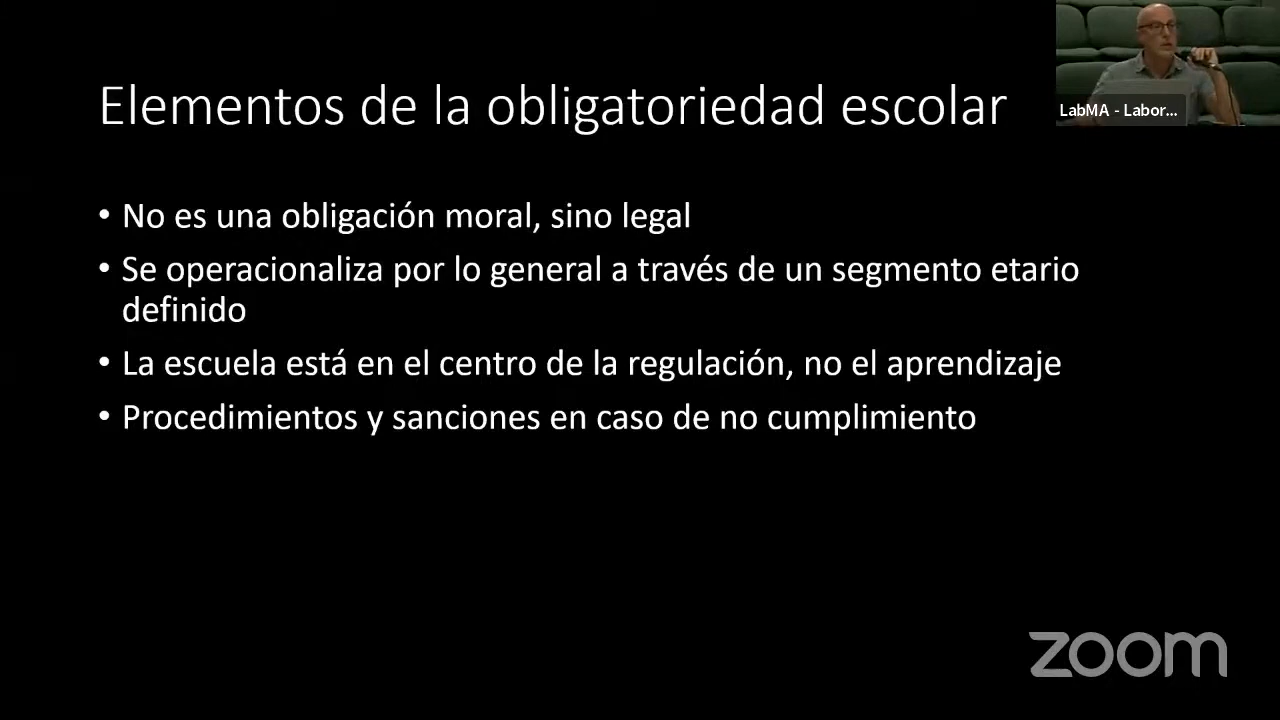 Elementos de la obligatoriedad escolar
LabMA - Labor...
• No es una obligación moral, sino legal
• Se operacionaliza por lo general a través de un segmento etario
definido
• La escuela está en el centro de la regulación, no el aprendizaje
• Procedimientos y sanciones en caso de no cumplimiento
zoom